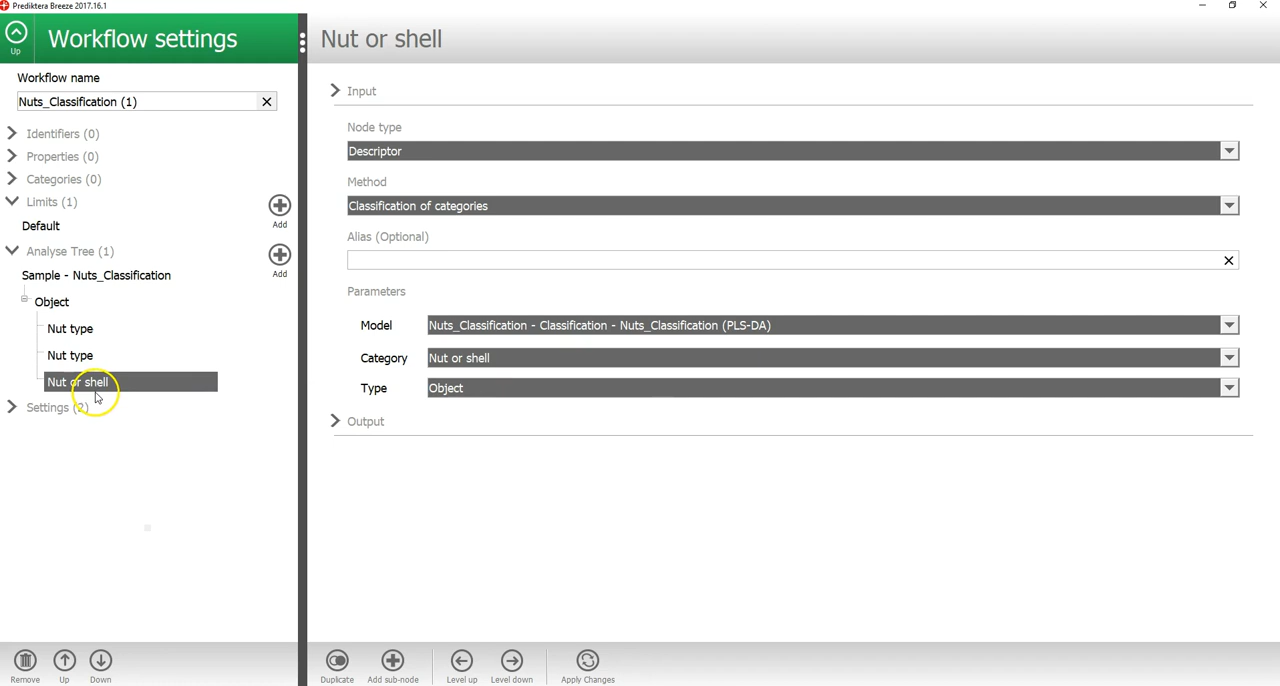 Prediktera Breeze 2017.16.1
Up
Workflow settings
Nut or shell
Workflow name
Nuts_Classification (1)
Identifiers (0)
Properties (0)
Categories (0)
Limits (1)
Add
Default
Analyse Tree (1)
Add
Sample - Nuts_Classification
Object
Nut type
Nut type
Nut or shell
Settings (2)
Input
Node type
Descriptor
Method
Classification of categories
Alias (Optional)
Parameters
Model
Nuts_Classification - Classification - Nuts_Classification (PLS-DA)
Category
Nut or shell
Type
Object
Output
Remove
Up
Down
Duplicate
Add sub-node
Level up
Level down
Apply Changes